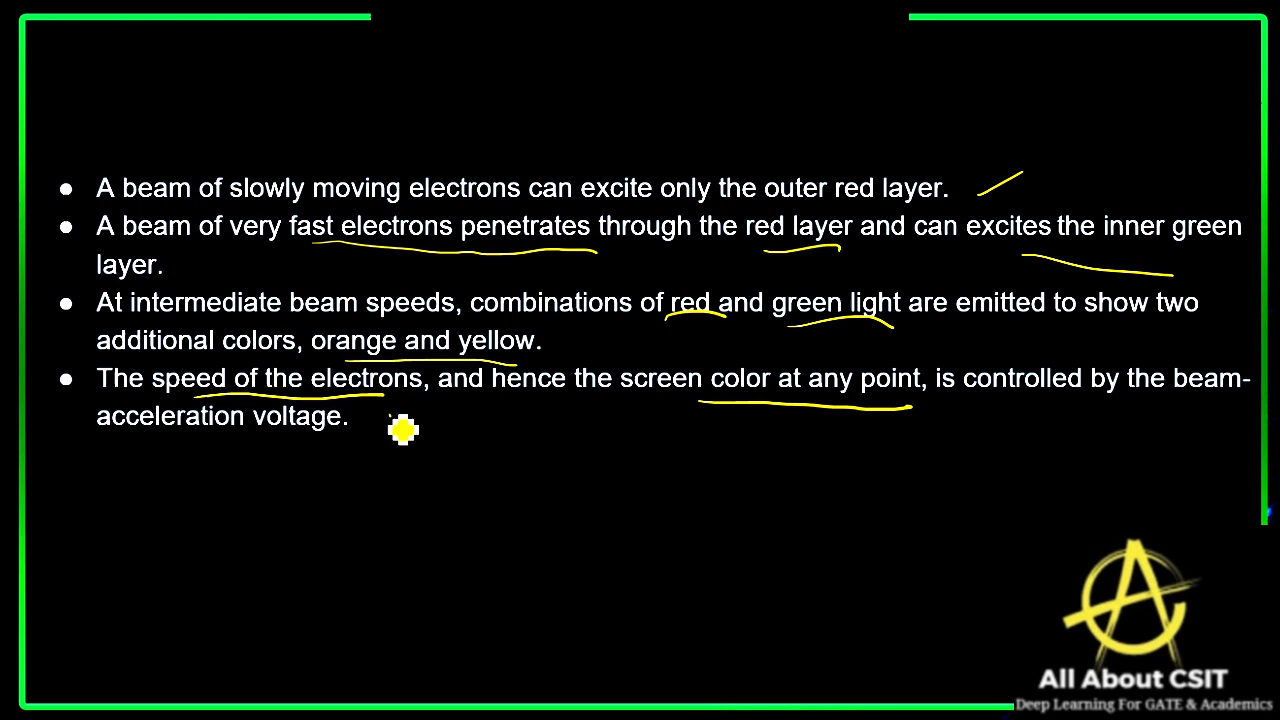 ● A beam of slowly moving electrons can excite only the outer red layer.
● A beam of very fast electrons penetrates through the red layer and can excites the inner green
layer.
● At intermediate beam speeds, combinations of red and green light are emitted to show two
additional colors, orange and yellow.
● The speed of the electrons, and hence the screen color at any point, is controlled by the beam-
acceleration voltage.
All About CSIT
Deep Learning For GATE & Academics